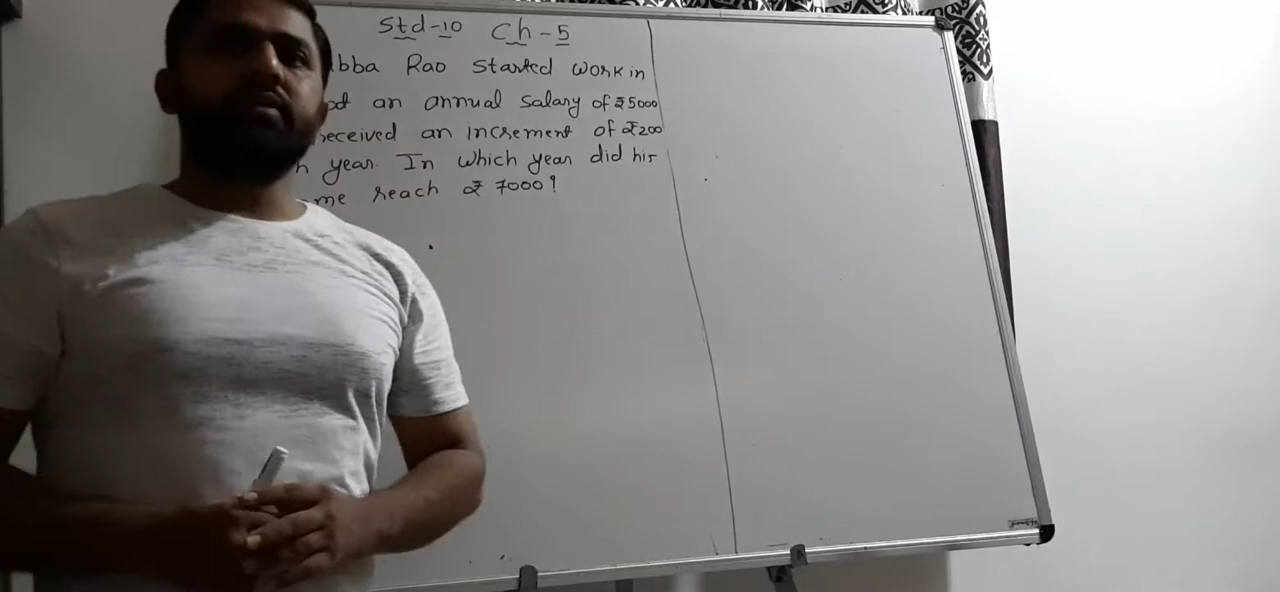 Std-10 Ch-5
bba Rao started work in
an annual salary of ₹5000
received an increment of ₹200
year. In which year did his
me reach ₹ 7000?